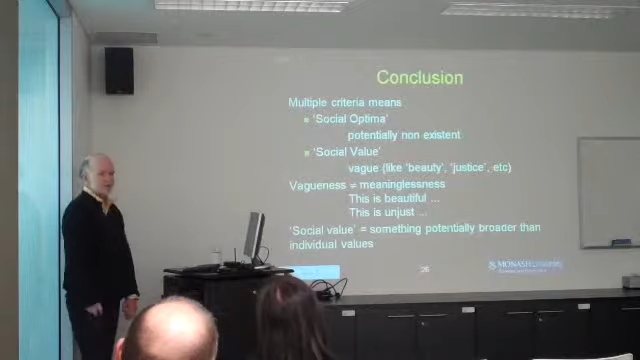 Conclusion
Multiple criteria means
'Social Optima'
potentially non existent
'Social Value'
vague (like 'beauty', 'justice', etc)
Vagueness ≠ meaninglessness
This is beautiful ...
This is unjust ...
'Social value' = something potentially broader than
individual values
26
MONASH University